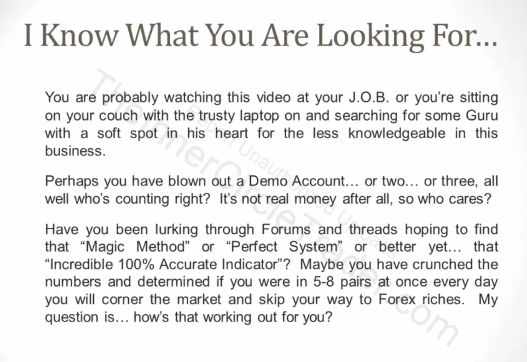 I Know What You Are Looking For...
You are probably watching this video at your J.O.B. or you're sitting
on your couch with the trusty laptop on and searching for some Guru
with a soft spot in his heart for the less knowledgeable in this
business.
Perhaps you have blown out a Demo Account... or two... or three, all
well who's counting right?  It's not real money after all, so who cares?
Have you been lurking through Forums and threads hoping to find
that “Magic Method” or “Perfect System” or better yet... that
“Incredible 100% Accurate Indicator”?  Maybe you have crunched the
numbers and determined if you were in 5-8 pairs at once every day
you will corner the market and skip your way to Forex riches.  My
question is... how's that working out for you?